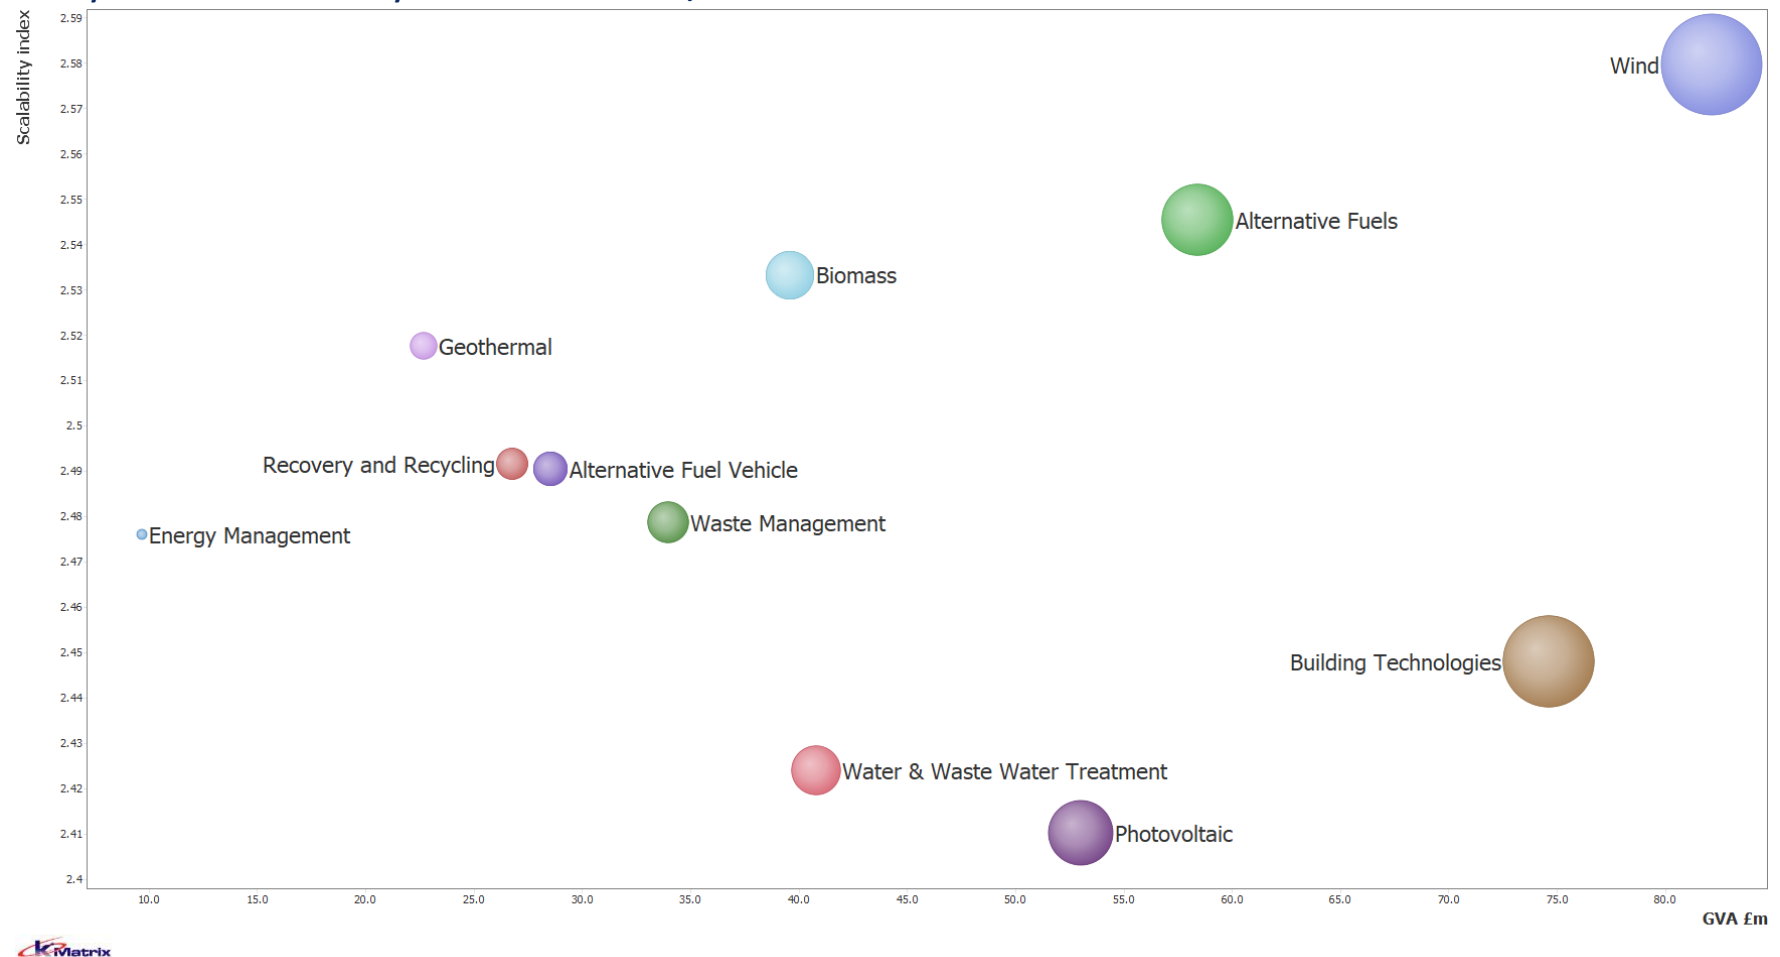 Scalability index
2.59
2.58
2.57
2.56
2.55
2.54
2.53
2.52
2.51
2.5
2.49
2.48
2.47
2.46
2.45
2.44
2.43
2.42
2.41
2.4
Wind
Alternative Fuels
Biomass
Geothermal
Recovery and Recycling
Alternative Fuel Vehicle
Waste Management
Energy Management
Building Technologies
Water & Waste Water Treatment
Photovoltaic
10.0 15.0 20.0 25.0 30.0 35.0 40.0 45.0 50.0 55.0 60.0 65.0 70.0 75.0 80.0
GVA £m
kMatrix